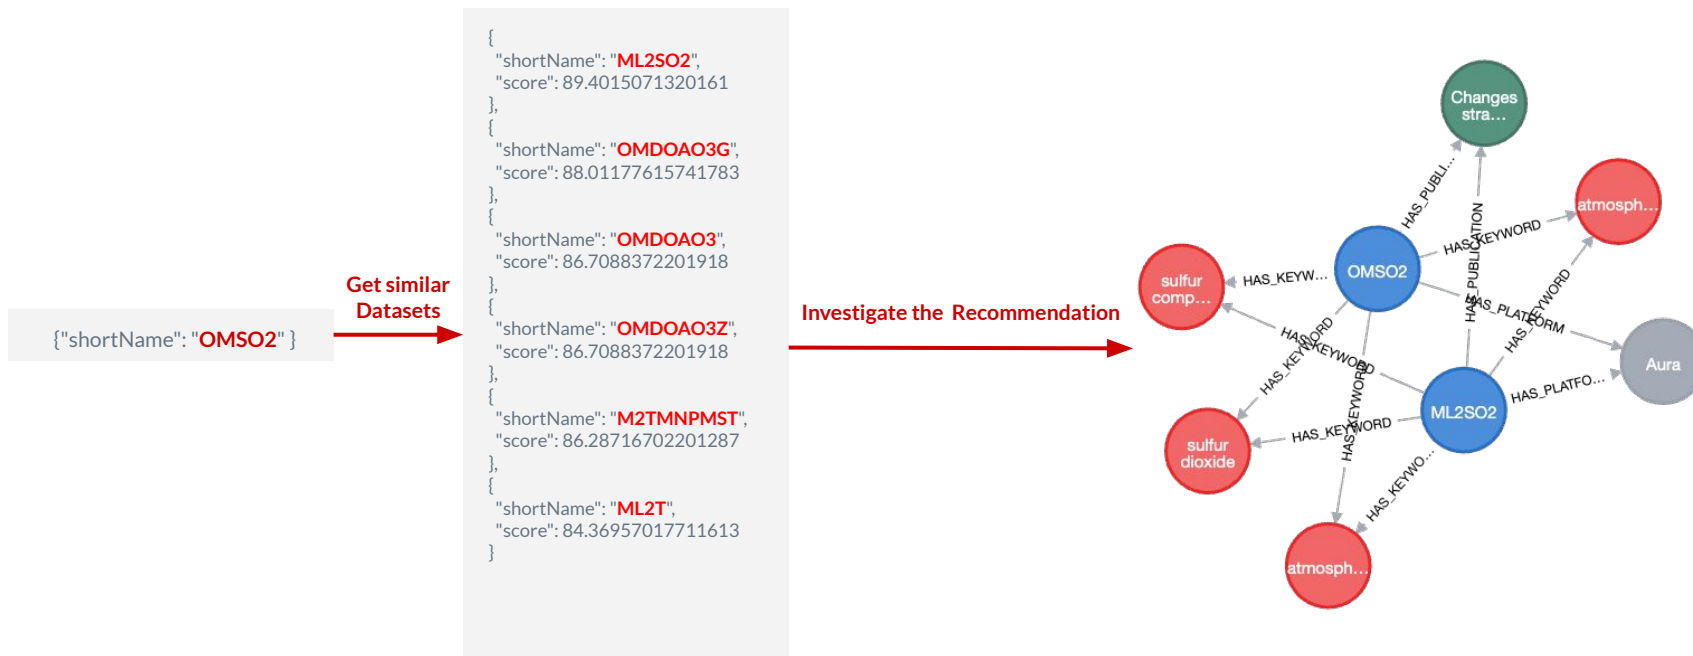 {"shortName": "OMSO2" }
Get similar
Datasets
{
"shortName": "ML2SO2",
"score": 89.4015071320161
},
{
"shortName": "OMDOAO3G",
"score": 88.01177615741783
},
{
"shortName": "OMDOAO3",
"score": 86.7088372201918
},
{
"shortName": "OMDOAO3Z",
"score": 86.7088372201918
},
{
"shortName": "M2TMNPMST",
"score": 86.28716702201287
},
{
"shortName": "ML2T",
"score": 84.36957017711613
}
Investigate the Recommendation
Changes
stra...
HAS_PUBLI...
atmosph...
HAS_PUBLICATION
HAS_KEYWORD
OMSO2
sulfur
comp...
HAS_KEYW...
HAS_PLATFORM
HAS_KEYWORD
HAS_KEYWORD
HAS_KEYWORD
Aura
HAS_PLATFO...
ML2SO2
HAS_KEYWORD
HAS_KEYWORD
sulfur
dioxide
HAS_KEYWO...
atmosph...